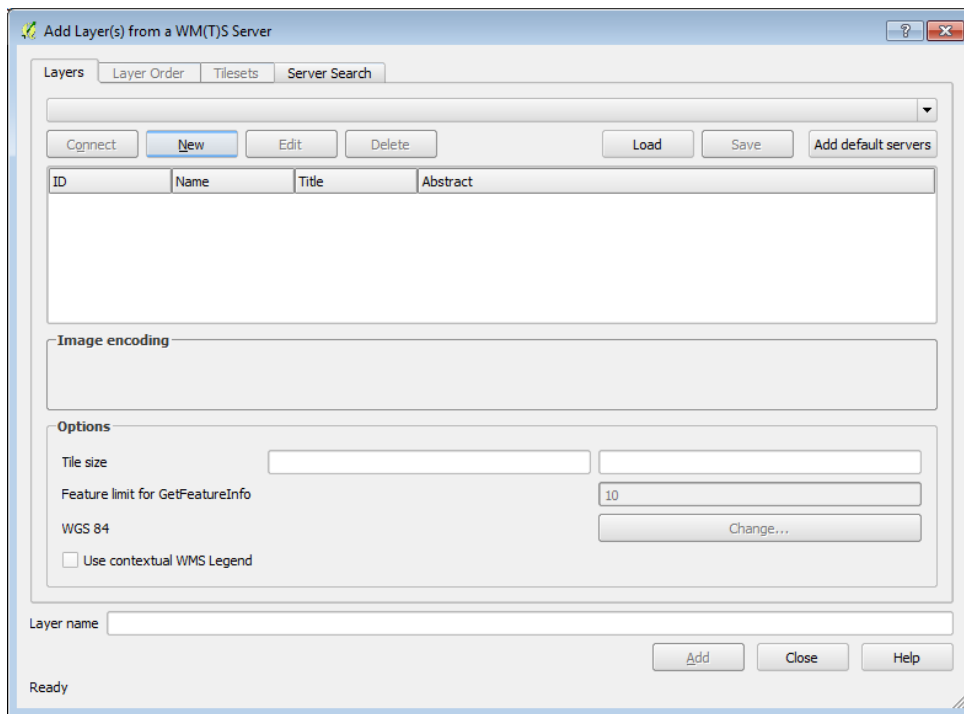 Add Layer(s) from a WM(T)S Server
Layers Layer Order Tilesets Server Search
Connect New Edit Delete Load Save Add default servers
ID Name Title Abstract
Image encoding
Options
Tile size
Feature limit for GetFeatureInfo 10
WGS 84 Change...
Use contextual WMS Legend
Layer name
Add Close Help
Ready